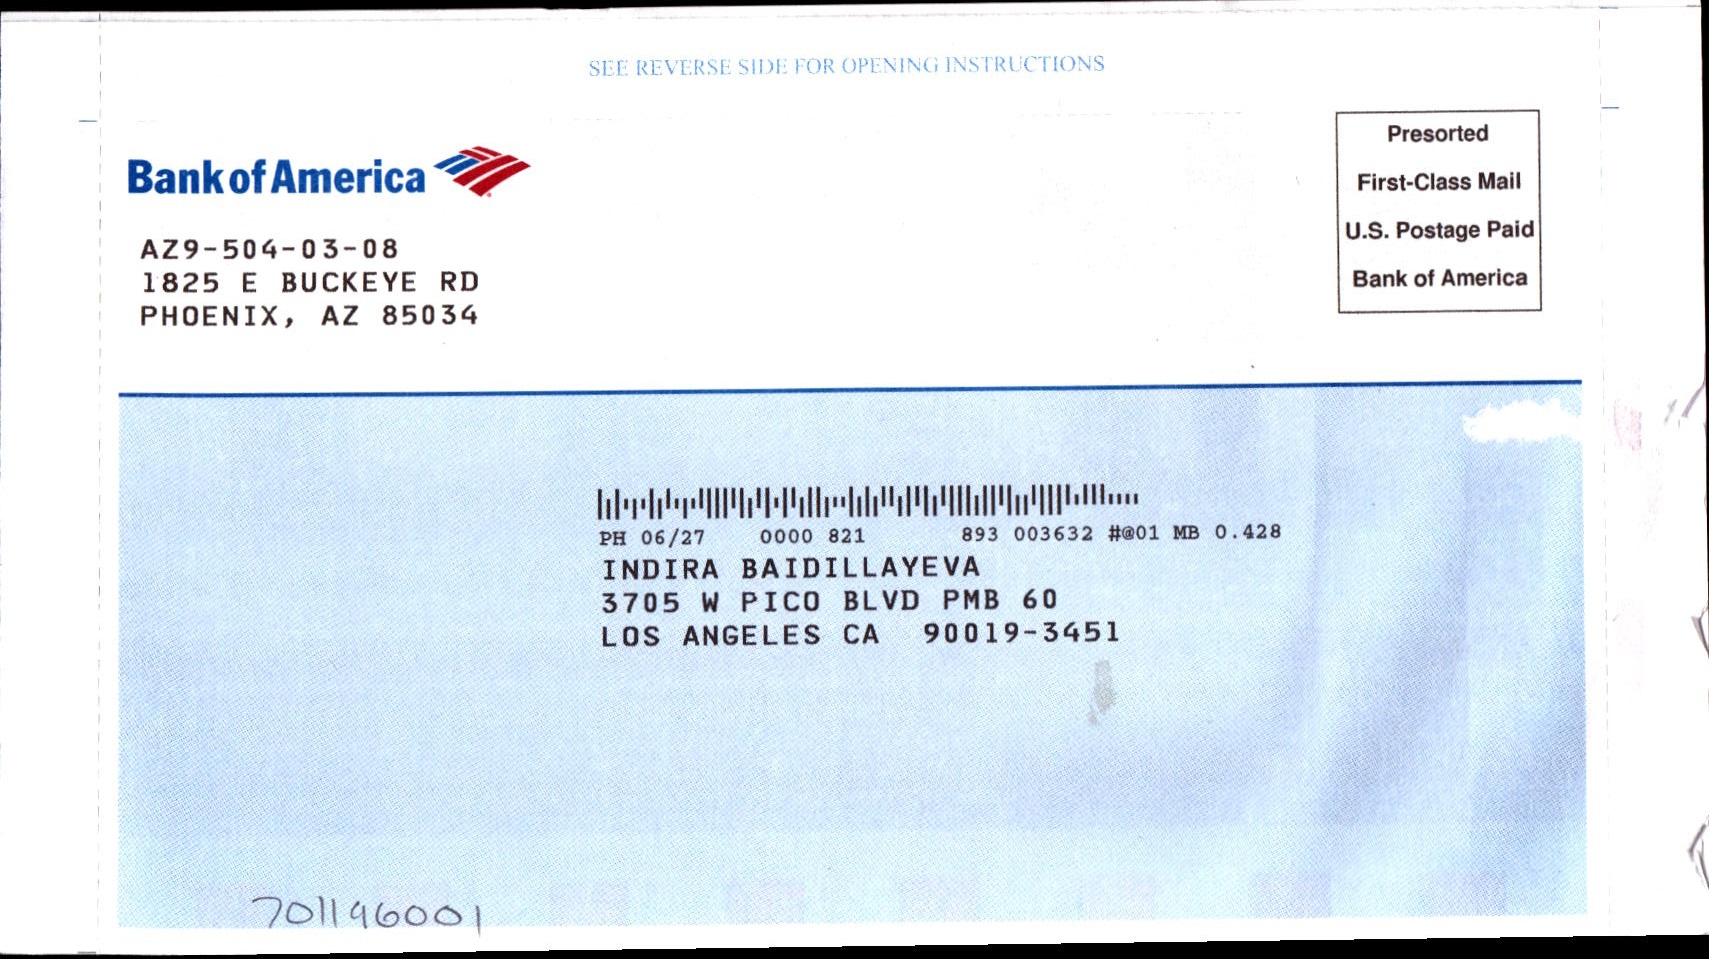 SEE REVERSE SIDE FOR OPENING INSTRUCTIONS
Bank of America
AZ9-504-03-08
1825 E BUCKEYE RD
PHOENIX, AZ 85034
Presorted
First-Class Mail
U.S. Postage Paid
Bank of America
PH 06/27 0000 821 893 003632 #@01 MB 0.428
INDIRA BAIDILLAYEVA
3705 W PICO BLVD PMB 60
LOS ANGELES CA 90019-3451
701196001